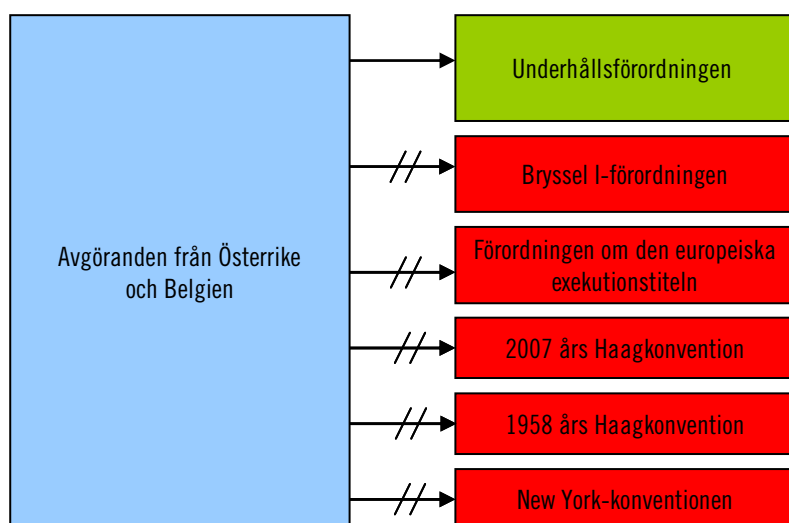 Underhållsförordningen
Bryssel I-förordningen
Avgöranden från Österrike
och Belgien
Förordningen om den europeiska
exekutionstiteln
2007 års Haagkonvention
1958 års Haagkonvention
New York-konventionen